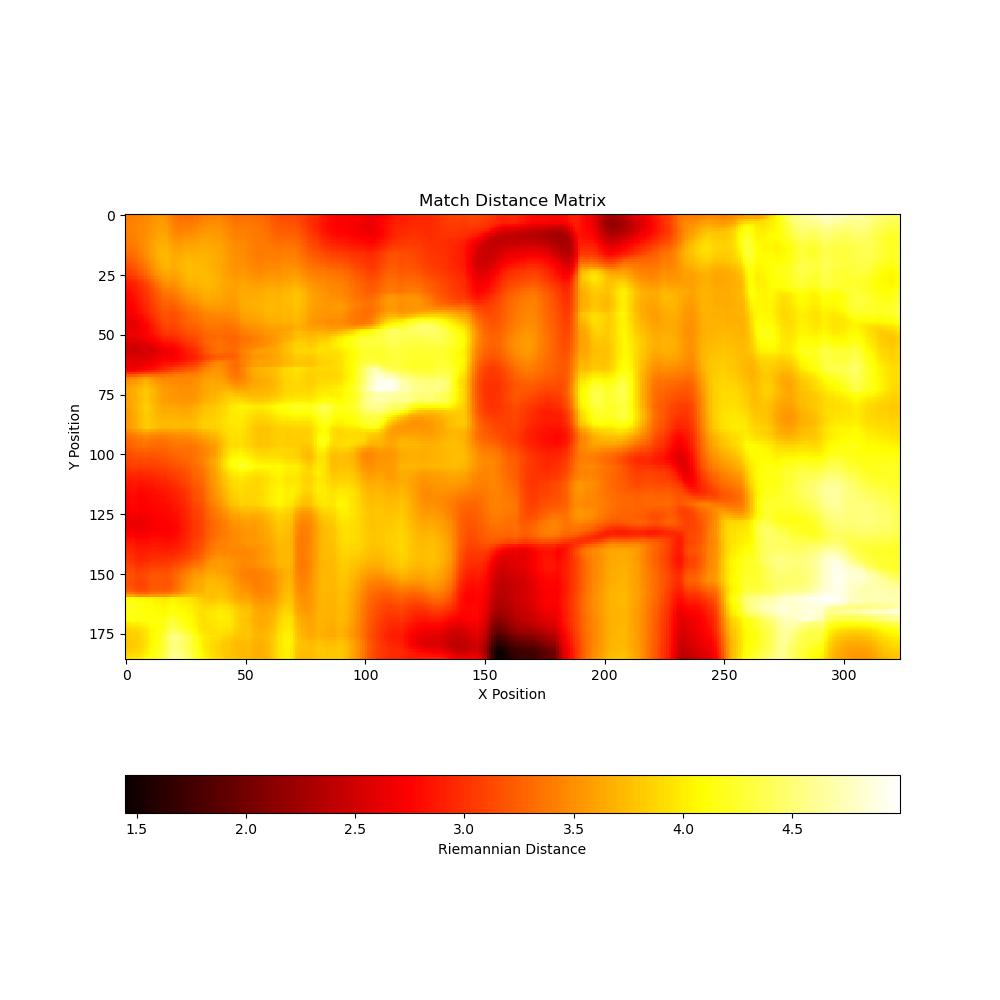 Match Distance Matrix
0
25
50
75
100
125
150
175
Y Position
0 50 100 150 200 250 300
X Position
1.5 2.0 2.5 3.0 3.5 4.0 4.5
Riemannian Distance